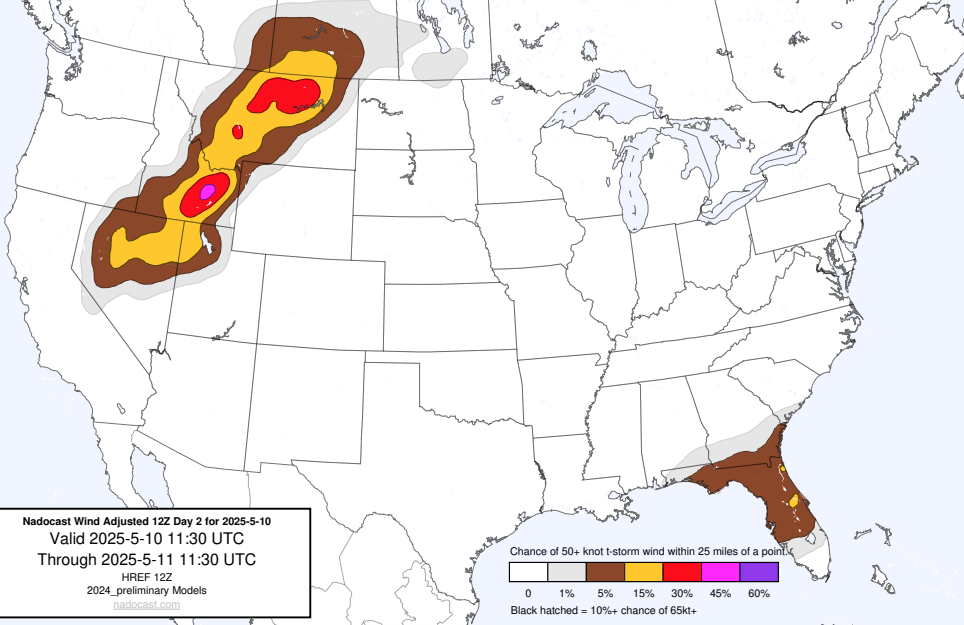 Nadocast Wind Adjusted 12Z Day 2 for 2025-5-10
Valid 2025-5-10 11:30 UTC
Through 2025-5-11 11:30 UTC
HREF 12Z
2024_preliminary Models
nadocast.com
Chance of 50+ knot t-storm wind within 25 miles of a point.
0 1% 5% 15% 30% 45% 60%
Black hatched = 10%+ chance of 65kt+